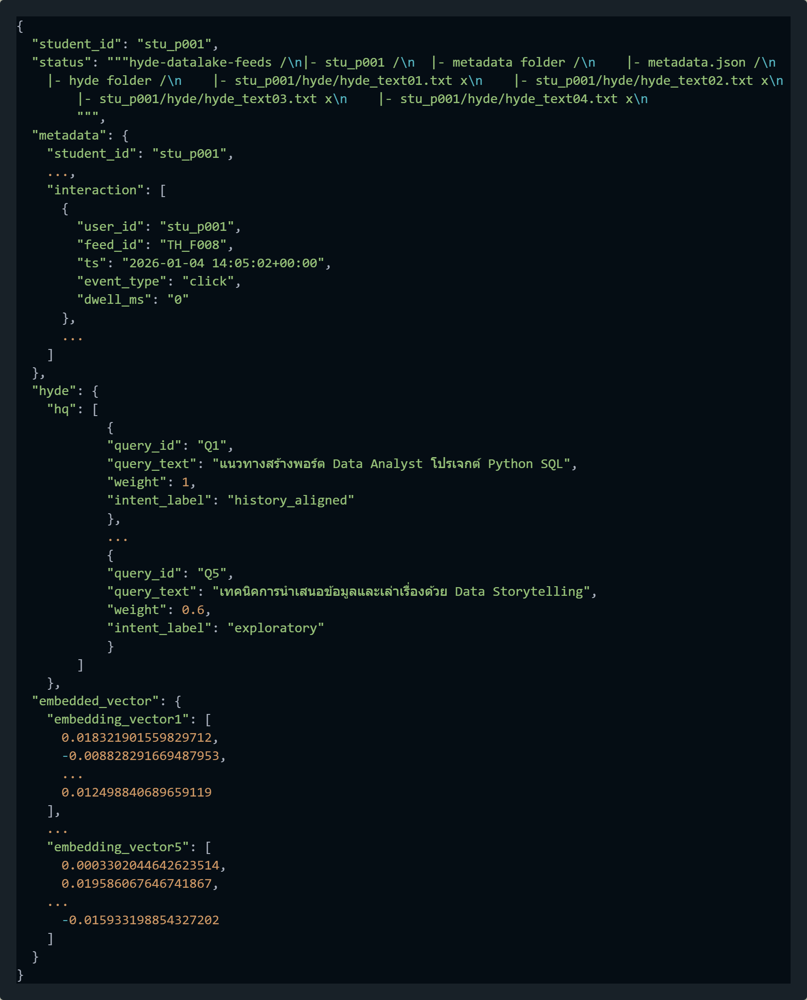 {
  "student_id": "stu_p001",
  "status": """hyde-datalake-feeds /\n|- stu_p001 /\n  |- metadata folder /\n    |- metadata.json /\n
    |- hyde folder /\n    |- stu_p001/hyde/hyde_text01.txt x\n    |- stu_p001/hyde/hyde_text02.txt x\n
        |- stu_p001/hyde/hyde_text03.txt x\n    |- stu_p001/hyde/hyde_text04.txt x\n
        """,
  "metadata": {
    "student_id": "stu_p001",
    ...,
    "interaction": [
      {
        "user_id": "stu_p001",
        "feed_id": "TH_F008",
        "ts": "2026-01-04 14:05:02+00:00",
        "event_type": "click",
        "dwell_ms": "0"
      },
      ...
    ]
  },
  "hyde": {
    "hq": [
            {
            "query_id": "Q1",
            "query_text": "แนวทางสร้างพอร์ต Data Analyst โปรเจกต์ Python SQL",
            "weight": 1,
            "intent_label": "history_aligned"
            },
            ...
            {
            "query_id": "Q5",
            "query_text": "เทคนิคการนำเสนอข้อมูลและเล่าเรื่องด้วย Data Storytelling",
            "weight": 0.6,
            "intent_label": "exploratory"
            }
        ]
    },
  "embedded_vector": {
    "embedding_vector1": [
      0.018321901559829712,
      -0.008828291669487953,
      ...
      0.012498840689659119
    ],
    ...
    "embedding_vector5": [
      0.0003302044642623514,
      0.019586067646741867,
    ...
      -0.015933198854327202
    ]
  }
}